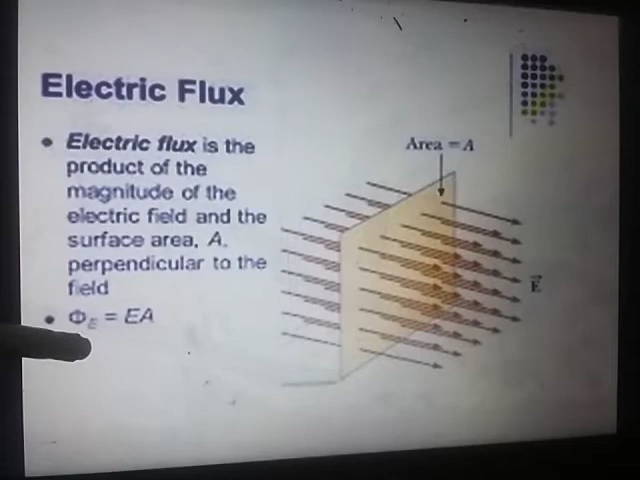 Electric Flux
• Electric flux is the
product of the
magnitude of the
electric field and the
surface area, A,
perpendicular to the
field
• Φ_E = EA
Area = A
E⃗